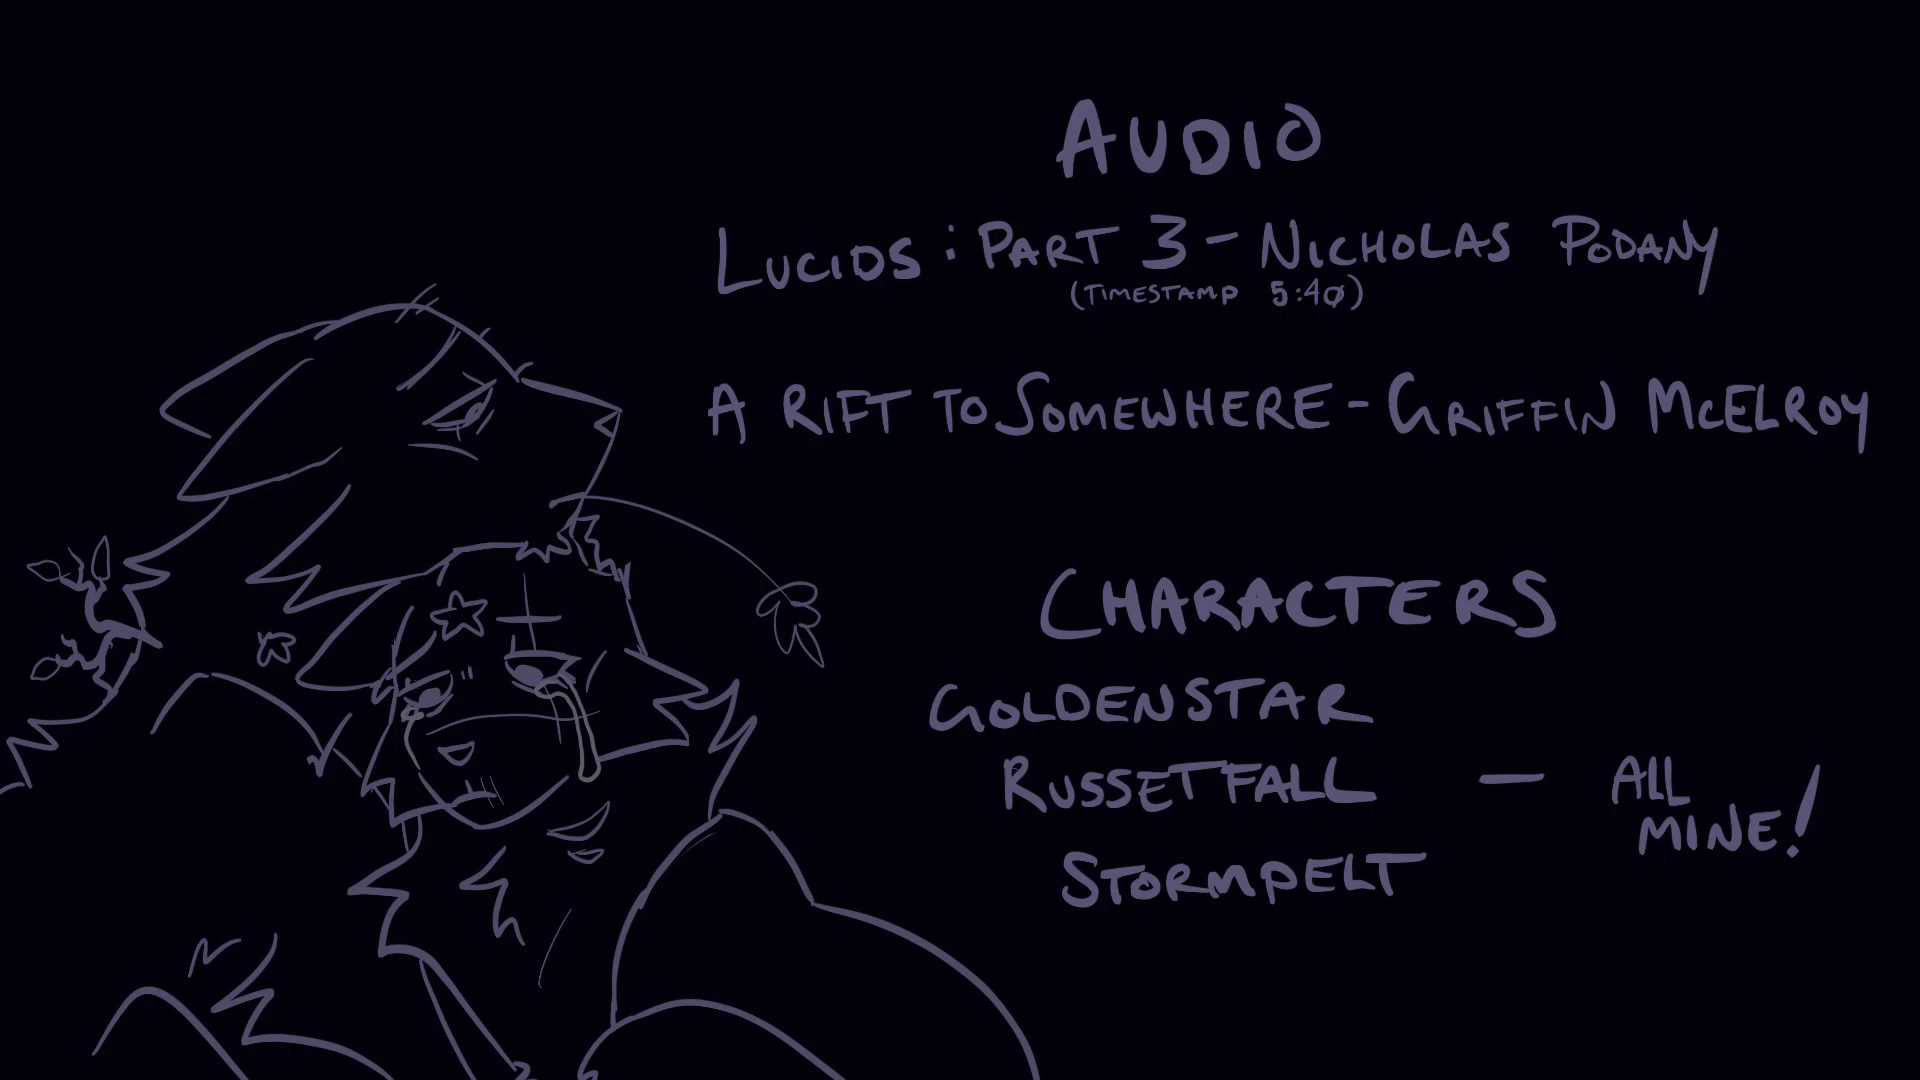 AUDIO
LUCIDS: PART 3 - NICHOLAS PODANY
(TIMESTAMP 5:40)
A RIFT TO SOMEWHERE - GRIFFIN MCELROY
CHARACTERS
GOLDENSTAR
RUSSETFALL - ALL MINE!
STORMPELT